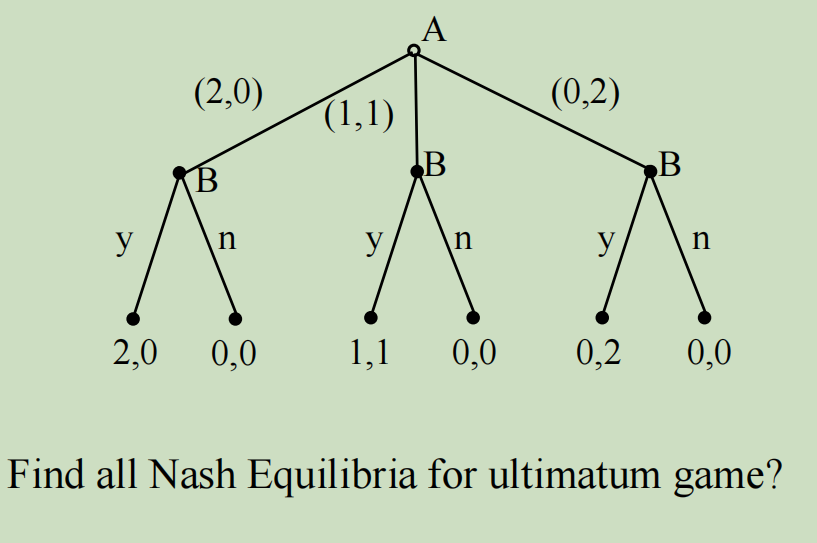 A
(2,0) (1,1) (0,2)
B B B
y n y n y n
2,0 0,0 1,1 0,0 0,2 0,0
Find all Nash Equilibria for ultimatum game?